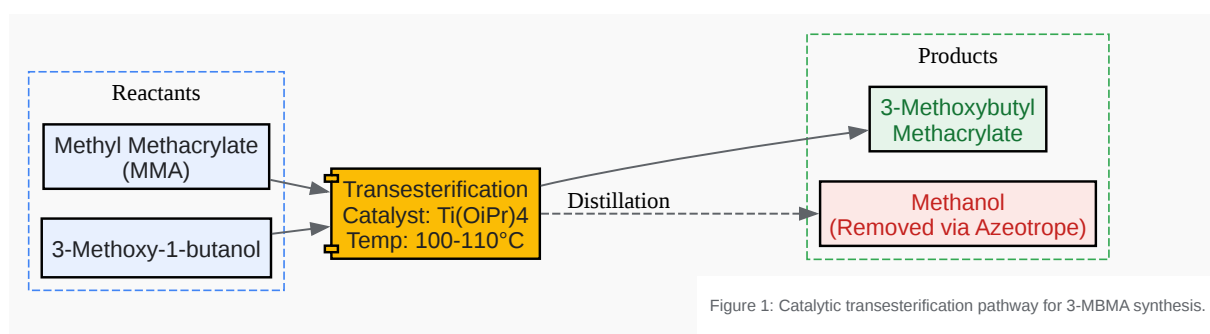 Reactants
Methyl Methacrylate
(MMA)
3-Methoxy-1-butanol
Transesterification
Catalyst: Ti(OiPr)4
Temp: 100-110°C
Distillation
Products
3-Methoxybutyl
Methacrylate
Methanol
(Removed via Azeotrope)
Figure 1: Catalytic transesterification pathway for 3-MBMA synthesis.